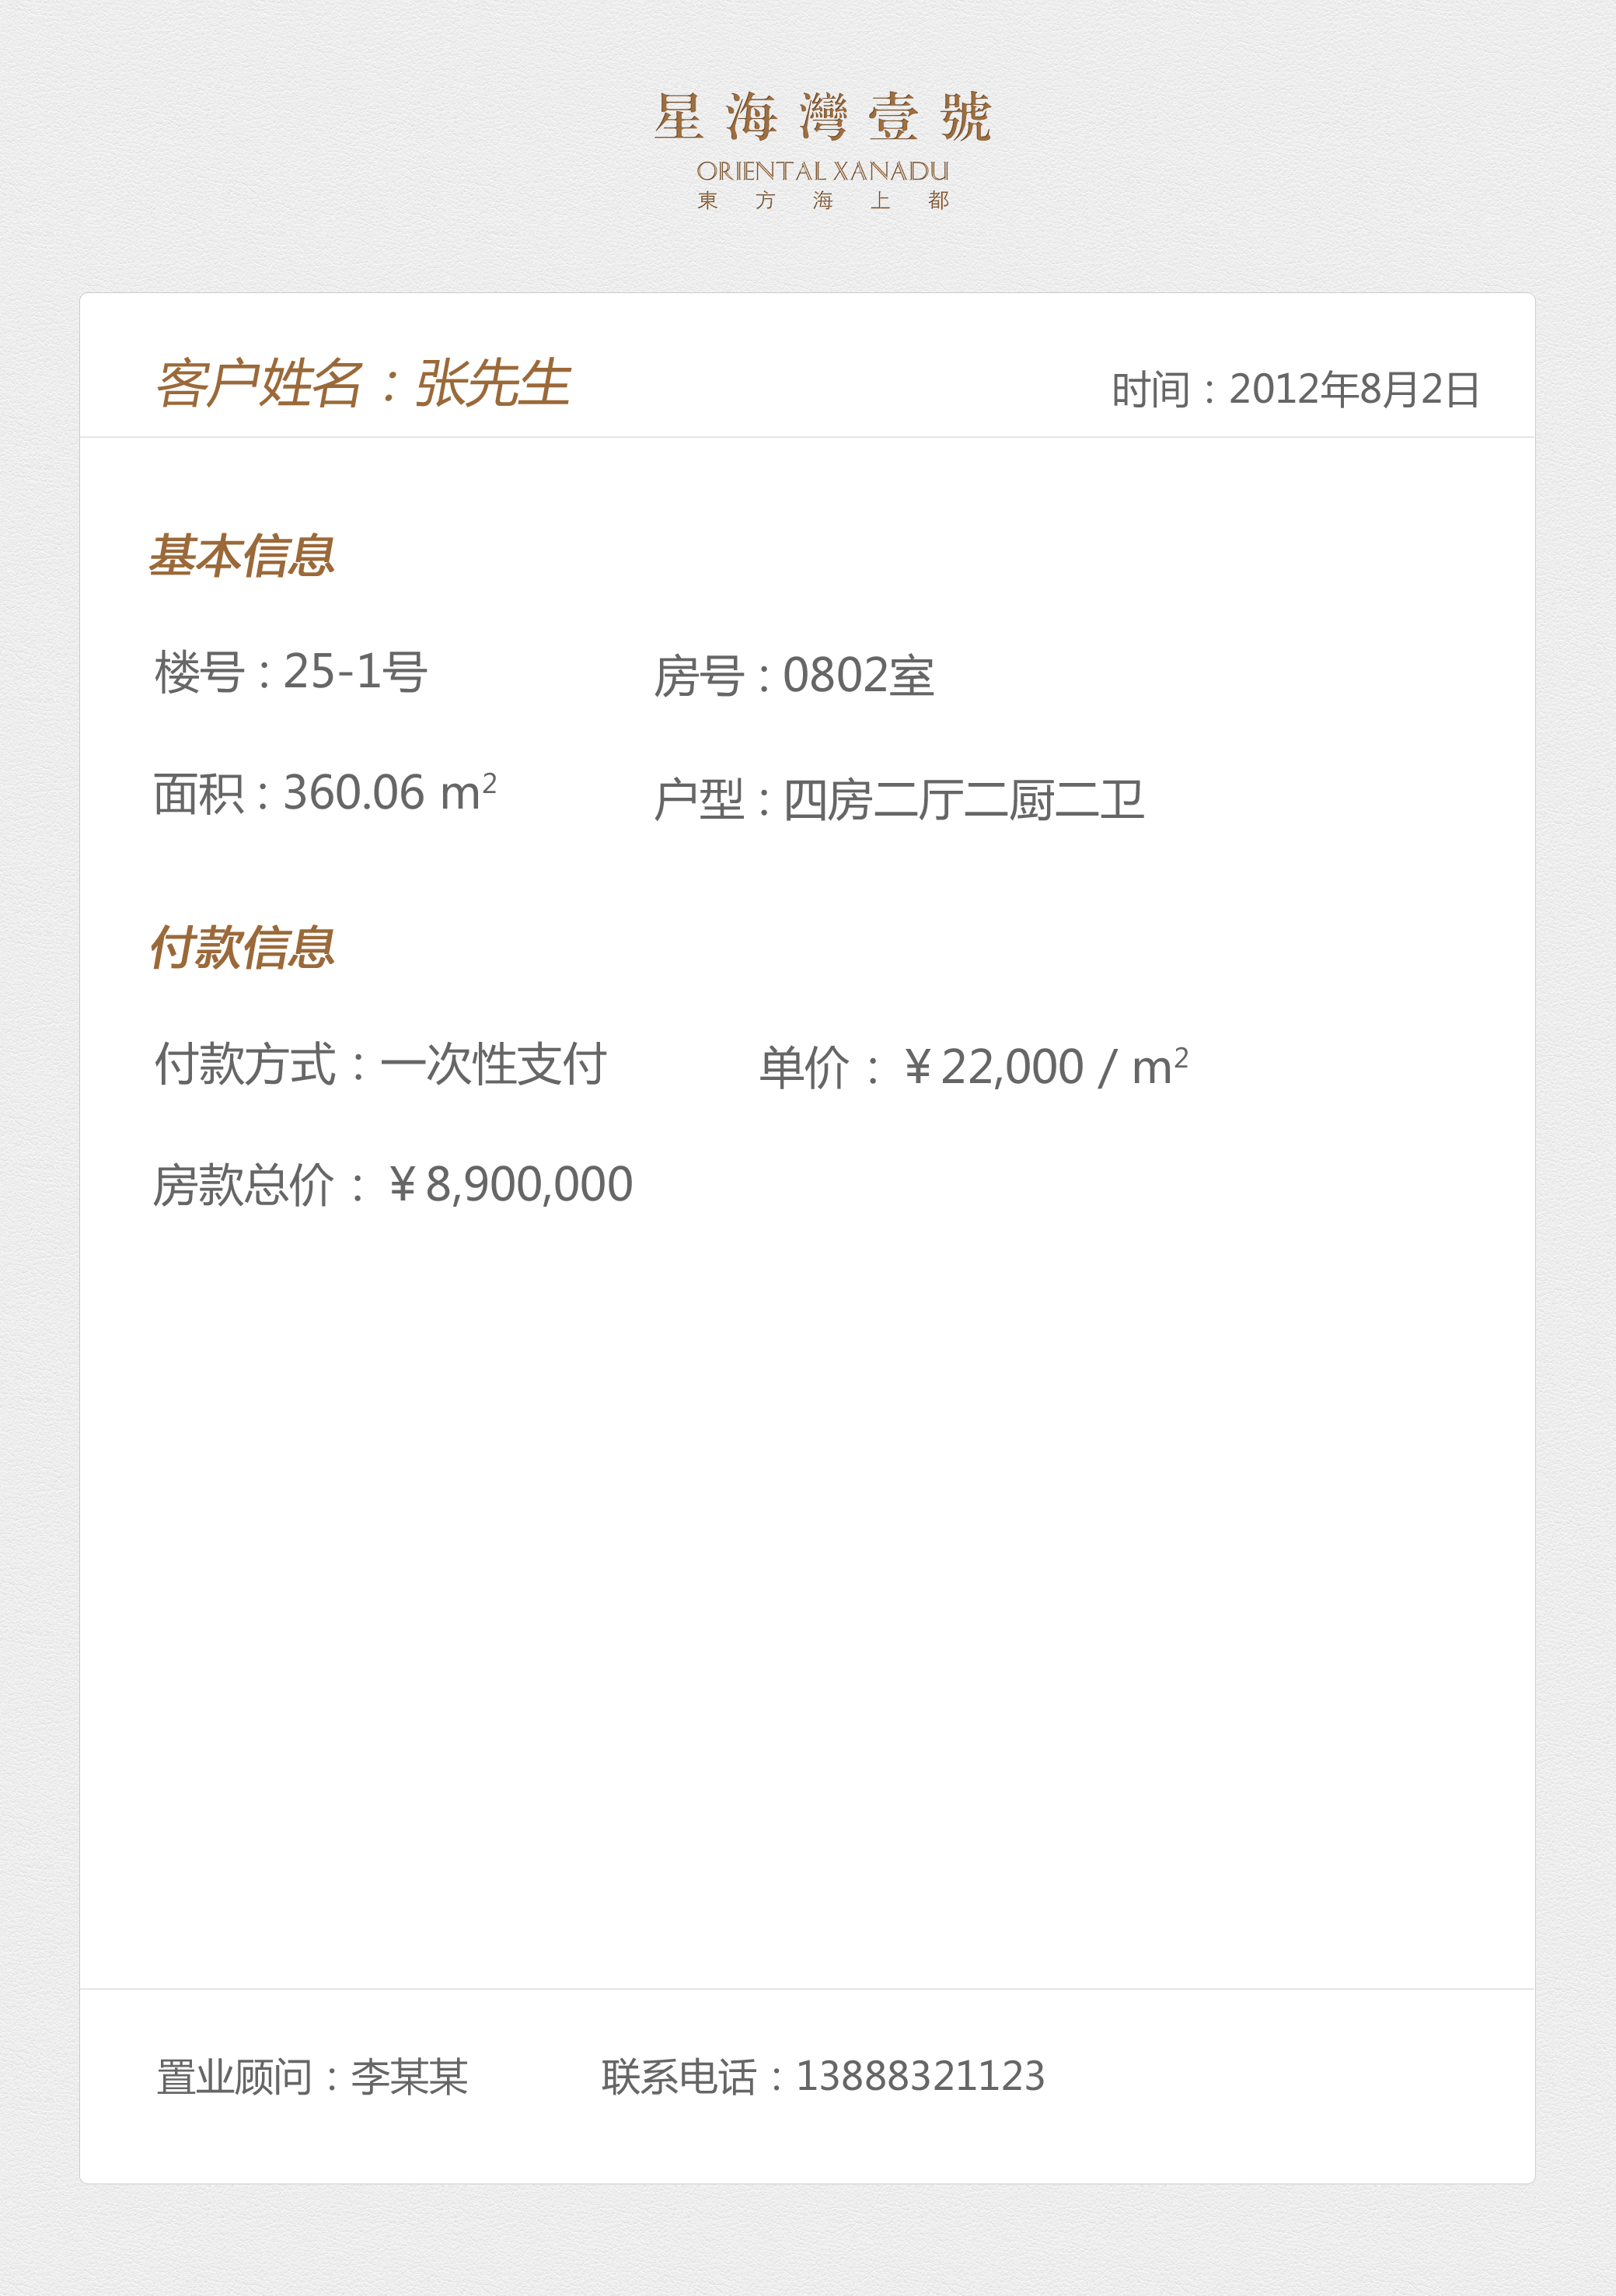 星海灣壹號
ORIENTAL XANADU
東方海上都
客户姓名：张先生
时间：2012年8月2日
基本信息
楼号：25-1号
房号：0802室
面积：360.06 m²
户型：四房二厅二厨二卫
付款信息
付款方式：一次性支付
单价：￥22,000 / m²
房款总价：￥8,900,000
置业顾问：李某某
联系电话：13888321123